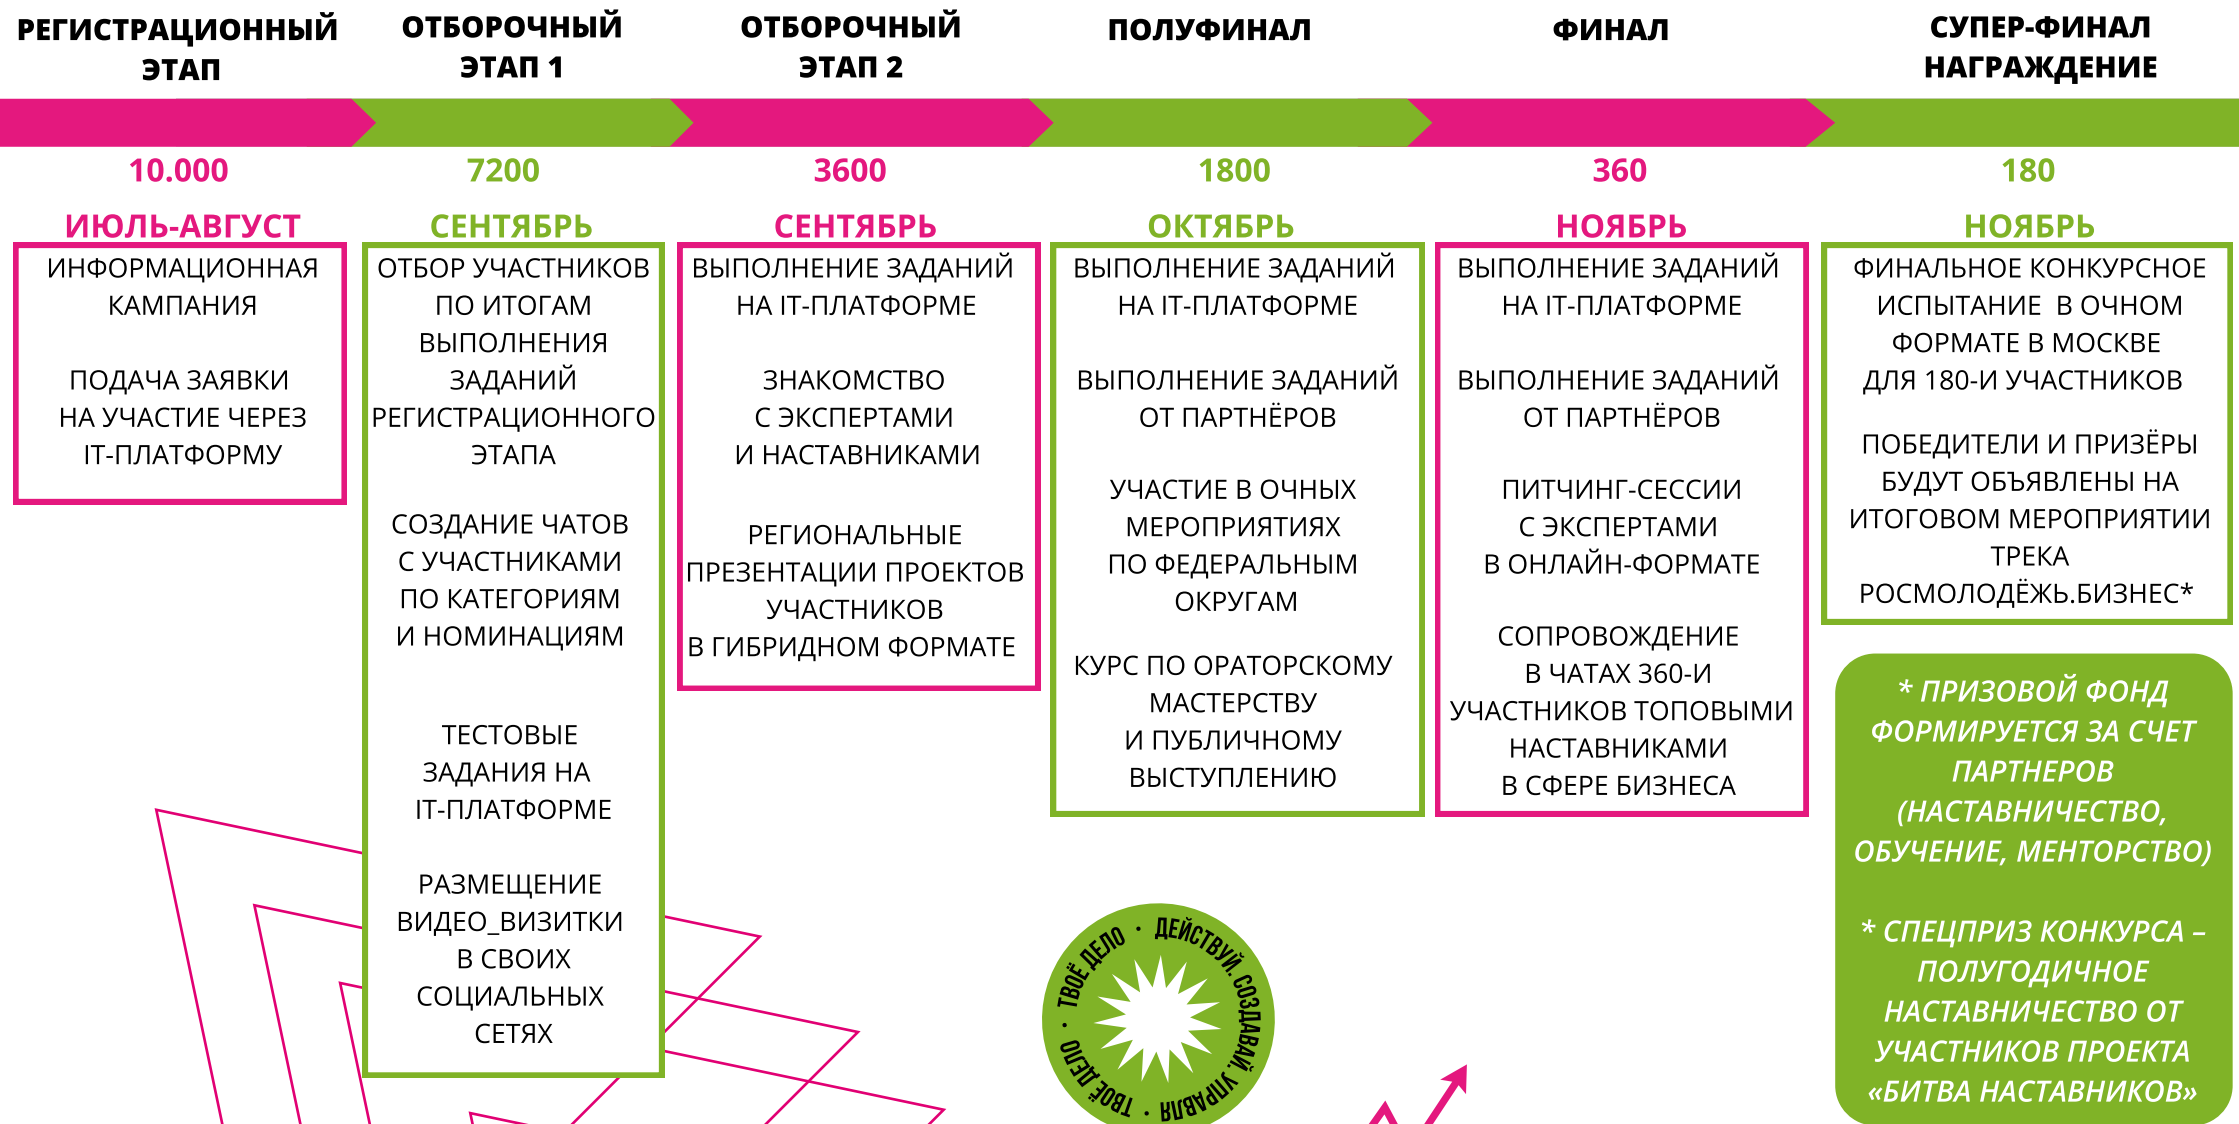 РЕГИСТРАЦИОННЫЙ
ЭТАП
10.000
ИЮЛЬ-АВГУСТ
ИНФОРМАЦИОННАЯ
КАМПАНИЯ
ПОДАЧА ЗАЯВКИ
НА УЧАСТИЕ ЧЕРЕЗ
IT-ПЛАТФОРМУ
ОТБОРОЧНЫЙ
ЭТАП 1
7200
СЕНТЯБРЬ
ОТБОР УЧАСТНИКОВ
ПО ИТОГАМ
ВЫПОЛНЕНИЯ
ЗАДАНИЙ
РЕГИСТРАЦИОННОГО
ЭТАПА
СОЗДАНИЕ ЧАТОВ
С УЧАСТНИКАМИ
ПО КАТЕГОРИЯМ
И НОМИНАЦИЯМ
ТЕСТОВЫЕ
ЗАДАНИЯ НА
IT-ПЛАТФОРМЕ
РАЗМЕЩЕНИЕ
ВИДЕО_ВИЗИТКИ
В СВОИХ
СОЦИАЛЬНЫХ
СЕТЯХ
ОТБОРОЧНЫЙ
ЭТАП 2
3600
СЕНТЯБРЬ
ВЫПОЛНЕНИЕ ЗАДАНИЙ
НА IT-ПЛАТФОРМЕ
ЗНАКОМСТВО
С ЭКСПЕРТАМИ
И НАСТАВНИКАМИ
РЕГИОНАЛЬНЫЕ
ПРЕЗЕНТАЦИИ ПРОЕКТОВ
УЧАСТНИКОВ
В ГИБРИДНОМ ФОРМАТЕ
ПОЛУФИНАЛ
1800
ОКТЯБРЬ
ВЫПОЛНЕНИЕ ЗАДАНИЙ
НА IT-ПЛАТФОРМЕ
ВЫПОЛНЕНИЕ ЗАДАНИЙ
ОТ ПАРТНЁРОВ
УЧАСТИЕ В ОЧНЫХ
МЕРОПРИЯТИЯХ
ПО ФЕДЕРАЛЬНЫМ
ОКРУГАМ
КУРС ПО ОРАТОРСКОМУ
МАСТЕРСТВУ
И ПУБЛИЧНОМУ
ВЫСТУПЛЕНИЮ
ФИНАЛ
360
НОЯБРЬ
ВЫПОЛНЕНИЕ ЗАДАНИЙ
НА IT-ПЛАТФОРМЕ
ВЫПОЛНЕНИЕ ЗАДАНИЙ
ОТ ПАРТНЁРОВ
ПИТЧИНГ-СЕССИИ
С ЭКСПЕРТАМИ
В ОНЛАЙН-ФОРМАТЕ
СОПРОВОЖДЕНИЕ
В ЧАТАХ 360-И
УЧАСТНИКОВ ТОПОВЫМИ
НАСТАВНИКАМИ
В СФЕРЕ БИЗНЕСА
СУПЕР-ФИНАЛ
НАГРАЖДЕНИЕ
180
НОЯБРЬ
ФИНАЛЬНОЕ КОНКУРСНОЕ
ИСПЫТАНИЕ В ОЧНОМ
ФОРМАТЕ В МОСКВЕ
ДЛЯ 180-И УЧАСТНИКОВ
ПОБЕДИТЕЛИ И ПРИЗЁРЫ
БУДУТ ОБЪЯВЛЕНЫ НА
ИТОГОВОМ МЕРОПРИЯТИИ
ТРЕКА
РОСМОЛОДЁЖЬ.БИЗНЕС*
* ПРИЗОВОЙ ФОНД
ФОРМИРУЕТСЯ ЗА СЧЕТ
ПАРТНЕРОВ
(НАСТАВНИЧЕСТВО,
ОБУЧЕНИЕ, МЕНТОРСТВО)
* СПЕЦПРИЗ КОНКУРСА –
ПОЛУГОДИЧНОЕ
НАСТАВНИЧЕСТВО ОТ
УЧАСТНИКОВ ПРОЕКТА
«БИТВА НАСТАВНИКОВ»
ТВОЁ ДЕЛО · ДЕЙСТВУЙ. СОЗДАВАЙ. УПРАВЛЯ · ТВОЁ ДЕЛО ·